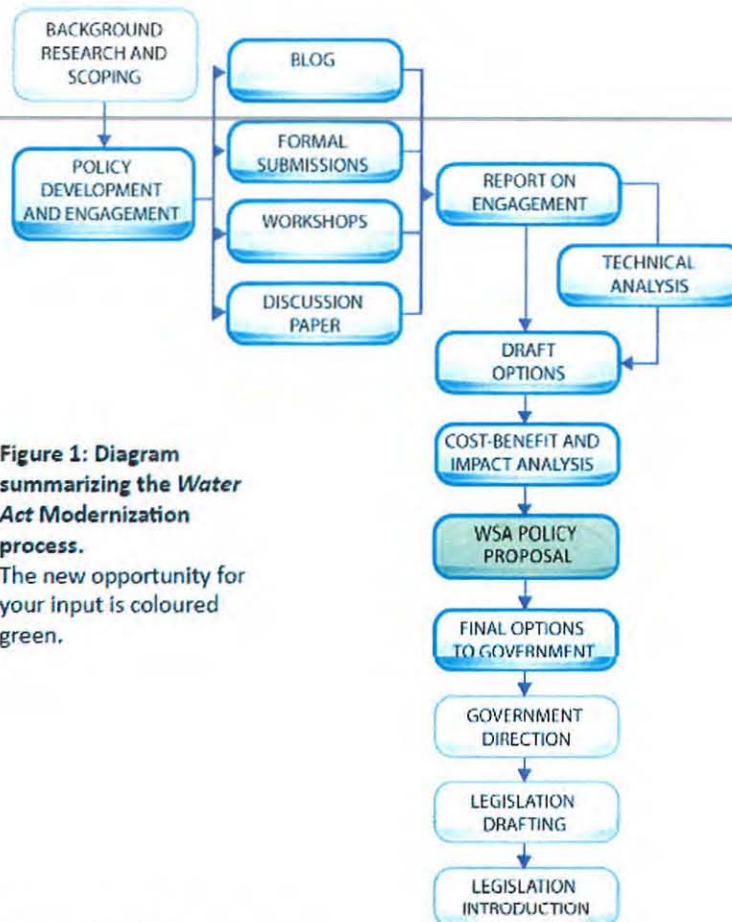 BACKGROUND
RESEARCH AND
SCOPING
POLICY
DEVELOPMENT
AND ENGAGEMENT
BLOG
FORMAL
SUBMISSIONS
WORKSHOPS
DISCUSSION
PAPER
REPORT ON
ENGAGEMENT
TECHNICAL
ANALYSIS
DRAFT
OPTIONS
COST-BENEFIT AND
IMPACT ANALYSIS
WSA POLICY
PROPOSAL
FINAL OPTIONS
TO GOVERNMENT
GOVERNMENT
DIRECTION
LEGISLATION
DRAFTING
LEGISLATION
INTRODUCTION
Figure 1: Diagram
summarizing the Water
Act Modernization
process.
The new opportunity for
your input is coloured
green.